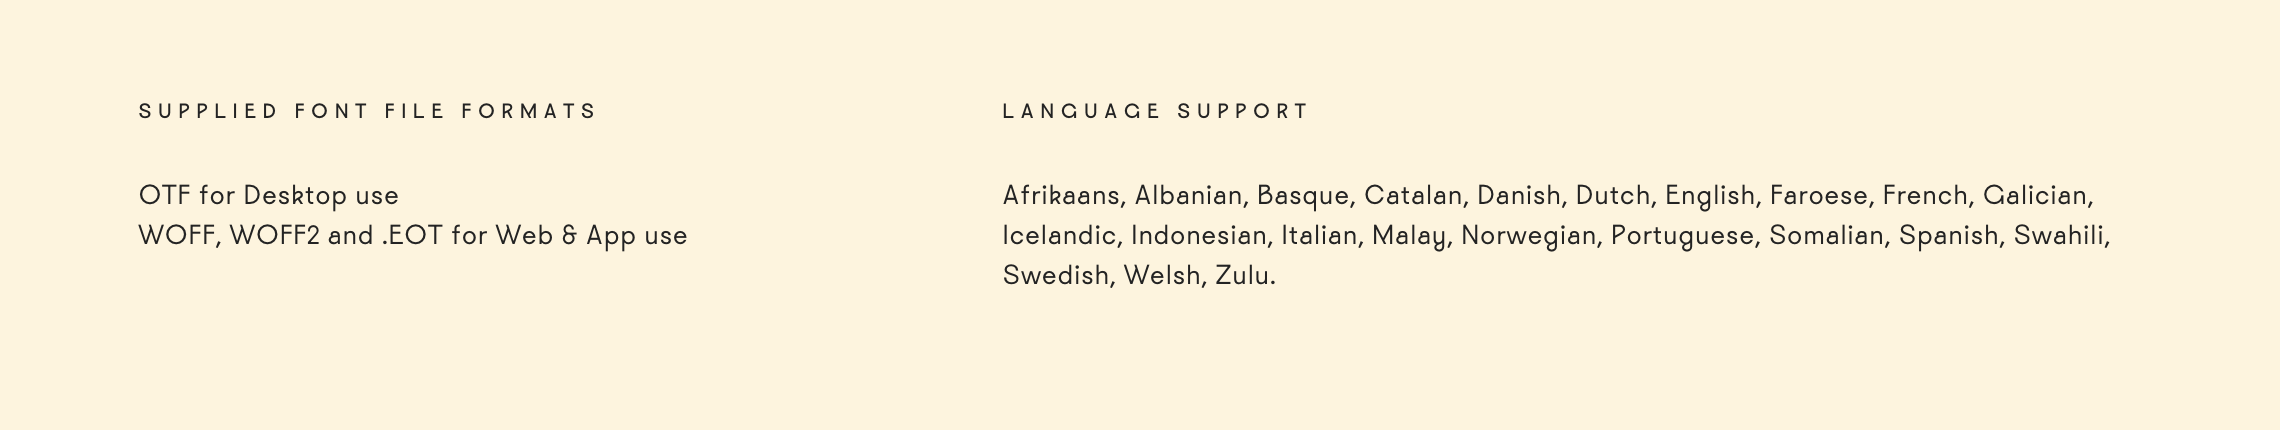 SUPPLIED FONT FILE FORMATS
OTF for Desktop use
WOFF, WOFF2 and .EOT for Web & App use
LANGUAGE SUPPORT
Afrikaans, Albanian, Basque, Catalan, Danish, Dutch, English, Faroese, French, Galician,
Icelandic, Indonesian, Italian, Malay, Norwegian, Portuguese, Somalian, Spanish, Swahili,
Swedish, Welsh, Zulu.